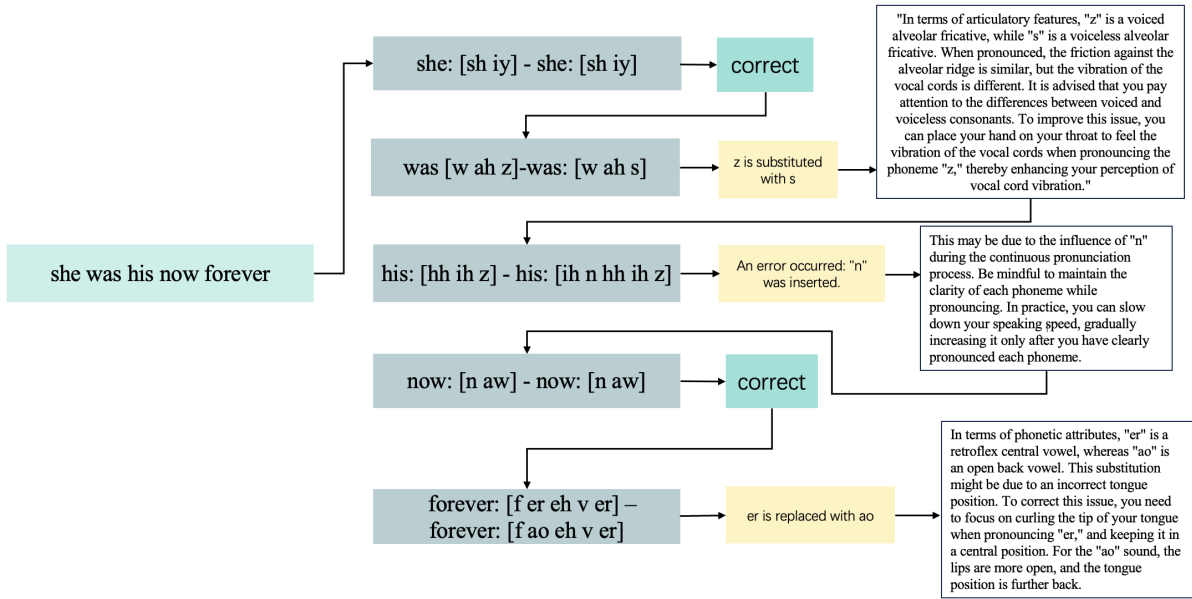 she was his now forever
she: [sh iy] - she: [sh iy]
correct
was [w ah z]-was: [w ah s]
z is substituted
with s
"In terms of articulatory features, "z" is a voiced
alveolar fricative, while "s" is a voiceless alveolar
fricative. When pronounced, the friction against the
alveolar ridge is similar, but the vibration of the
vocal cords is different. It is advised that you pay
attention to the differences between voiced and
voiceless consonants. To improve this issue, you
can place your hand on your throat to feel the
vibration of the vocal cords when pronouncing the
phoneme "z," thereby enhancing your perception of
vocal cord vibration."
his: [hh ih z] - his: [ih n hh ih z]
An error occurred: "n"
was inserted.
This may be due to the influence of "n"
during the continuous pronunciation
process. Be mindful to maintain the
clarity of each phoneme while
pronouncing. In practice, you can slow
down your speaking speed, gradually
increasing it only after you have clearly
pronounced each phoneme.
now: [n aw] - now: [n aw]
correct
forever: [f er eh v er] –
forever: [f ao eh v er]
er is replaced with ao
In terms of phonetic attributes, "er" is a
retroflex central vowel, whereas "ao" is
an open back vowel. This substitution
might be due to an incorrect tongue
position. To correct this issue, you need
to focus on curling the tip of your tongue
when pronouncing "er," and keeping it in
a central position. For the "ao" sound, the
lips are more open, and the tongue
position is further back.